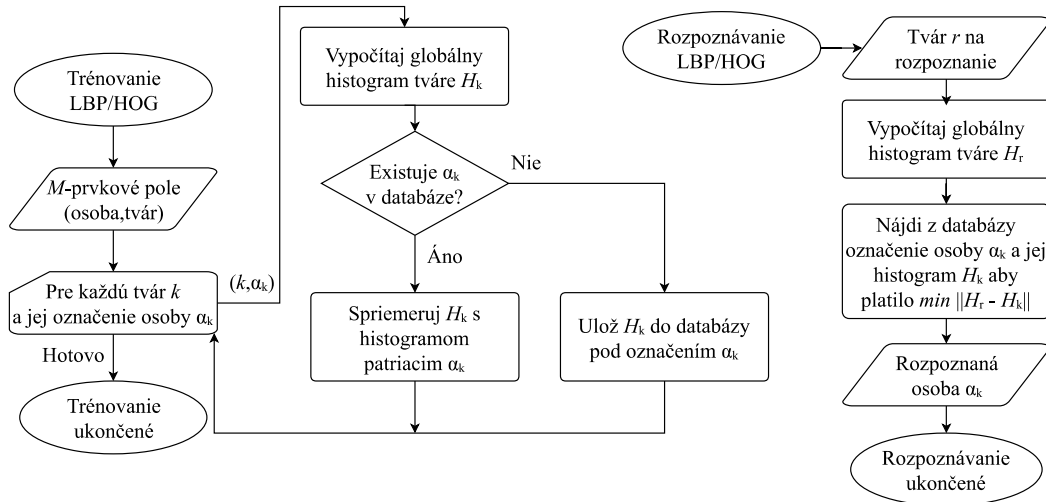 Trénovanie
LBP/HOG
M-prvkové pole
(osoba,tvár)
Pre každú tvár k
a jej označenie osoby αk
(k,αk)
Hotovo
Trénovanie
ukončené
Vypočítaj globálny
histogram tváre Hk
Existuje αk
v databáze?
Nie
Áno
Spriemeruj Hk s
histogramom
patriacim αk
Ulož Hk do databázy
pod označením αk
Rozpoznávanie
LBP/HOG
Tvár r na
rozpoznanie
Vypočítaj globálny
histogram tváre Hr
Nájdi z databázy
označenie osoby αk a jej
histogram Hk aby
platilo min ||Hr - Hk||
Rozpoznaná
osoba αk
Rozpoznávanie
ukončené